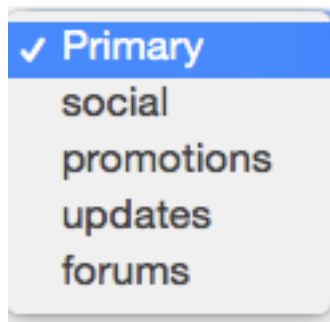 ✓ Primary
social
promotions
updates
forums